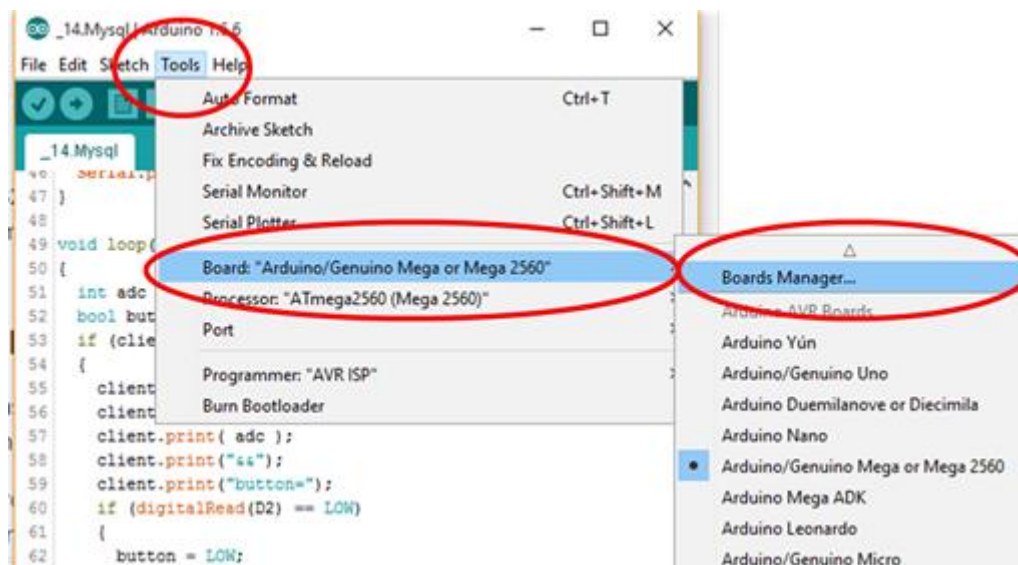 _14.Mysql | Arduino 1.6.6
File Edit Sketch Tools Help
_14.Mysql
Auto Format Ctrl+T
Archive Sketch
Fix Encoding & Reload
Serial Monitor Ctrl+Shift+M
Serial Plotter Ctrl+Shift+L
Board: "Arduino/Genuino Mega or Mega 2560"
Processor: "ATmega2560 (Mega 2560)"
Port
Programmer: "AVR ISP"
Burn Bootloader
Boards Manager...
Arduino AVR Boards
Arduino Yún
Arduino/Genuino Uno
Arduino Duemilanove or Diecimila
Arduino Nano
Arduino/Genuino Mega or Mega 2560
Arduino Mega ADK
Arduino Leonardo
Arduino/Genuino Micro
46 Serial.p
47 }
48
49 void loop(
50 {
51 int adc
52 bool but
53 if (clie
54 {
55 client
56 client
57 client.print( adc );
58 client.print("&&");
59 client.print("button=");
60 if (digitalRead(D2) == LOW)
61 {
62 button = LOW;